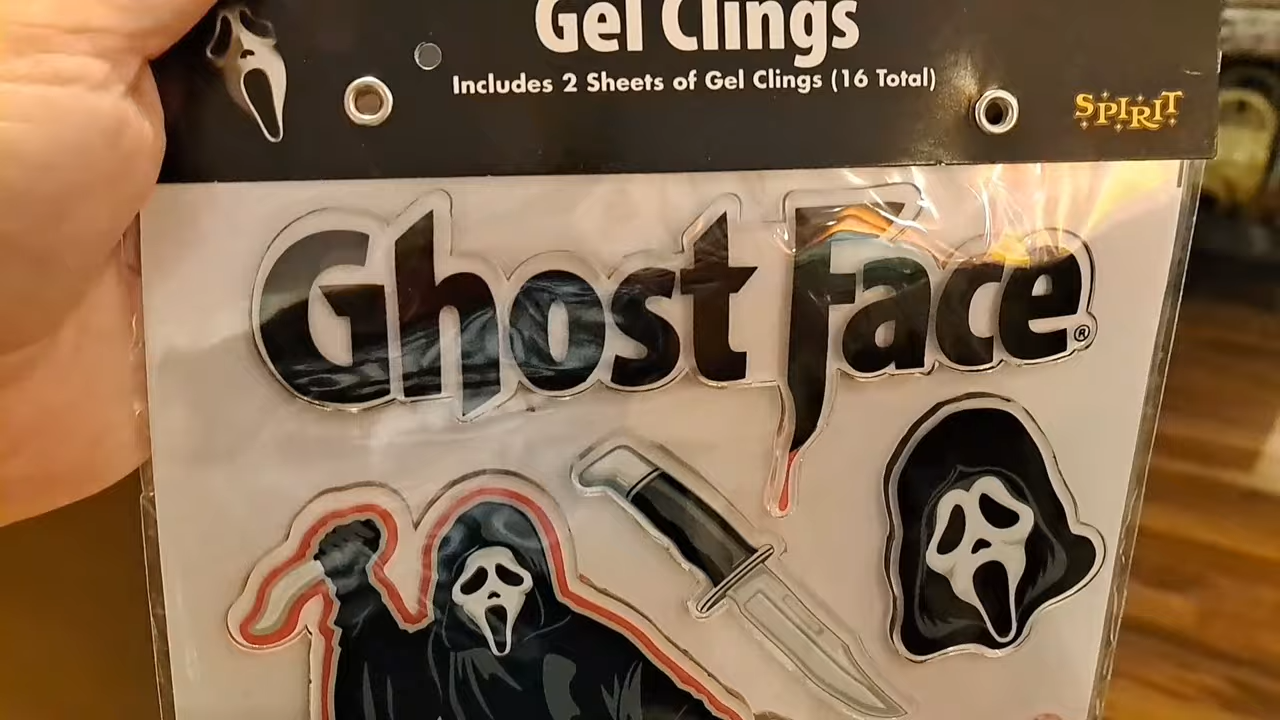 Gel Clings
Includes 2 Sheets of Gel Clings (16 Total)
SPIRIT
Ghost Face®